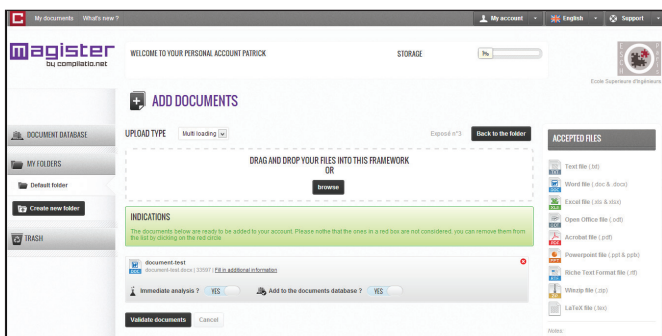 C My documents What's new ? My account English Support
magister
by compilatio.net
WELCOME TO YOUR PERSONAL ACCOUNT PATRICK
STORAGE
Ecole Superieure d'ingénieurs
ADD DOCUMENTS
DOCUMENT DATABASE
MY FOLDERS
Default folder
Create new folder
TRASH
UPLOAD TYPE Multi loading Exposé n°3 Back to the folder
DRAG AND DROP YOUR FILES INTO THIS FRAMEWORK
OR
browse
INDICATIONS
The documents below are ready to be added to your account. Please nothe that the ones in a red box are not considered, you can remove them from
the list by clicking on the red circle.
document-test
document-test.docx | 33597 | Fill in additional information
Immediate analysis ? YES Add to the documents database ? YES
Validate documents Cancel
ACCEPTED FILES
Text file (.txt)
Word file (.doc & .docx)
Excel file (.xls & .xlsx)
Open Office file (.odt)
Acrobat file (.pdf)
Powerpoint file (.ppt & .pptx)
Riche Text Format file (.rtf)
Winzip file (.zip)
LaTeX file (.tex)
Notes: